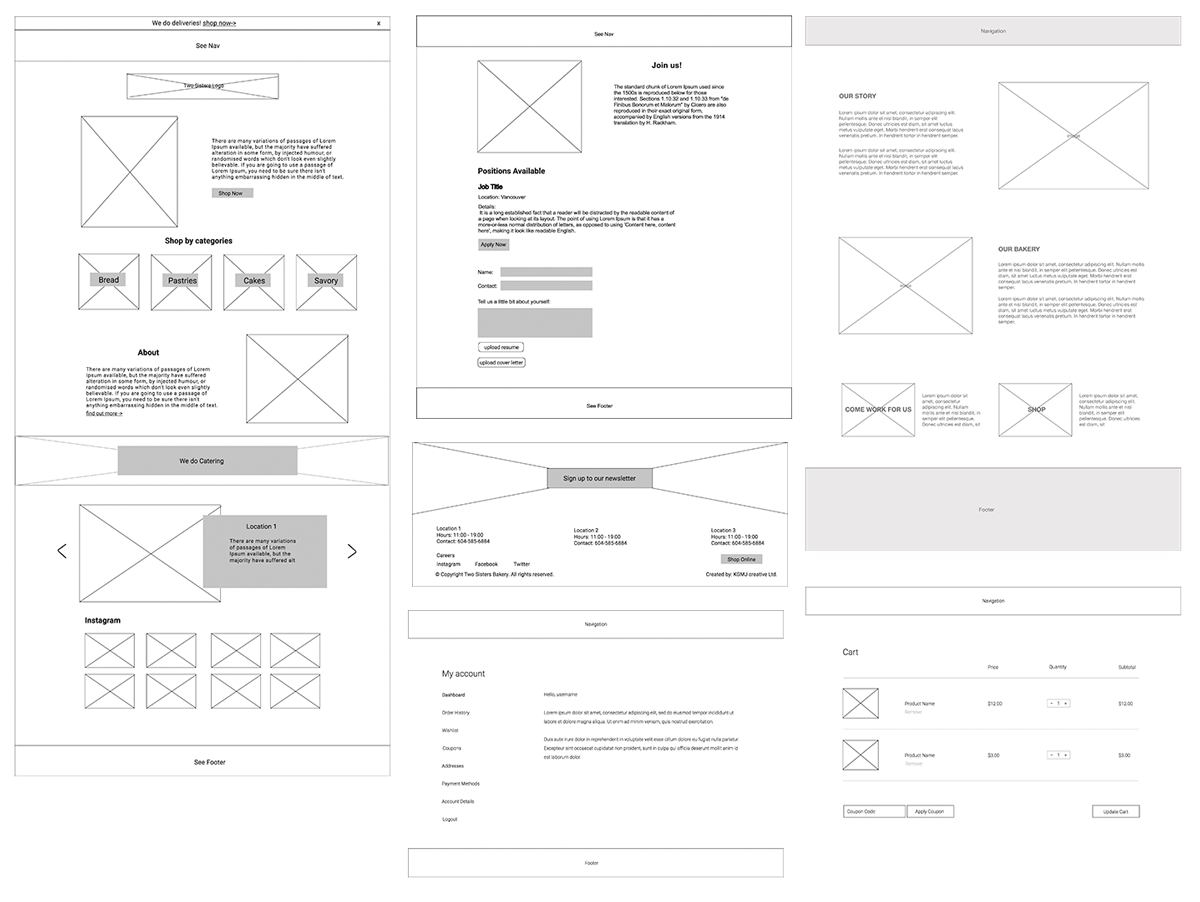 We do deliveries! shop now->
x
See Nav
Two Sisters Logo
There are many variations of passages of Lorem
Ipsum available, but the majority have suffered
alteration in some form, by injected humour, or
randomised words which don't look even slightly
believable. If you are going to use a passage of
Lorem Ipsum, you need to be sure there isn't
anything embarrassing hidden in the middle of text.
Shop Now
Shop by categories
Bread
Pastries
Cakes
Savory
About
There are many variations of passages of Lorem
Ipsum available, but the majority have suffered
alteration in some form, by injected humour, or
randomised words which don't look even slightly
believable. If you are going to use a passage of
Lorem Ipsum, you need to be sure there isn't
anything embarrassing hidden in the middle of text.
find out more ->
We do Catering
<
Location 1
There are many variations
of passages of Lorem
Ipsum available, but the
majority have suffered alt
>
Instagram
See Footer
See Nav
Join us!
The standard chunk of Lorem Ipsum used since
the 1500s is reproduced below for those
interested. Sections 1.10.32 and 1.10.33 from "de
Finibus Bonorum et Malorum" by Cicero are also
reproduced in their exact original form,
accompanied by English versions from the 1914
translation by H. Rackham.
Positions Available
Job Title
Location: Vancouver
Details:
It is a long established fact that a reader will be distracted by the readable content of
a page when looking at its layout. The point of using Lorem Ipsum is that it has a
more-or-less normal distribution of letters, as opposed to using 'Content here, content
here', making it look like readable English.
Apply Now
Name:
Contact:
Tell us a little bit about yourself:
upload resume
upload cover letter
See Footer
Sign up to our newsletter
Location 1
Hours: 11:00 - 19:00
Contact: 604-585-6884
Location 2
Hours: 11:00 - 19:00
Contact: 604-585-6884
Location 3
Hours: 11:00 - 19:00
Contact: 604-585-6884
Careers
Shop Online
Instagram Facebook Twitter
© Copyright Two Sisters Bakery. All rights reserved.
Created by: KGMJ creative Ltd.
Navigation
My account
Dashboard
Order History
Wishlist
Coupons
Addresses
Payment Methods
Account Details
Logout
Hello, username
Lorem ipsum dolor sit amet, consectetur adipiscing elit, sed do eiusmod tempor incididunt ut
labore et dolore magna aliqua. Ut enim ad minim veniam, quis nostrud exercitation.
Duis aute irure dolor in reprehenderit in voluptate velit esse cillum dolore eu fugiat nulla pariatur.
Excepteur sint occaecat cupidatat non proident, sunt in culpa qui officia deserunt mollit anim id
est laborum dolor.
Footer
Navigation
OUR STORY
Lorem ipsum dolor sit amet, consectetur adipiscing elit.
Nullam mollis ante et nisl blandit, in semper elit
pellentesque. Donec ultricies est diam, sit amet luctus
metus vulputate eget. Morbi hendrerit erat consequat lacus
venenatis pretium. In hendrerit tortor in hendrerit
Lorem ipsum dolor sit amet, consectetur adipiscing elit.
Nullam mollis ante et nisl blandit, in semper elit
pellentesque. Donec ultricies est diam, sit amet luctus
metus vulputate eget. Morbi hendrerit erat consequat lacus
venenatis pretium. In hendrerit tortor in hendrerit
OUR BAKERY
Lorem ipsum dolor sit amet, consectetur adipiscing elit. Nullam
mollis ante et nisl blandit, in semper elit pellentesque. Donec
ultricies est diam, sit amet luctus metus vulputate eget. Morbi
hendrerit erat consequat lacus
venenatis pretium. In hendrerit tortor in hendrerit
semper.
Lorem ipsum dolor sit amet, consectetur adipiscing elit. Nullam
mollis ante et nisl blandit, in semper elit pellentesque. Donec
ultricies est diam, sit amet luctus metus vulputate eget. Morbi
hendrerit erat consequat lacus
venenatis pretium. In hendrerit tortor in hendrerit
semper.
COME WORK FOR US
Lorem ipsum dolor sit
amet, consectetur
adipiscing elit. Nullam
mollis ante et nisl blandit, in
semper elit
pellentesque. Donec
ultricies est diam, sit
SHOP
Lorem ipsum dolor sit
amet, consectetur
adipiscing elit. Nullam
mollis ante et nisl blandit, in
semper elit
pellentesque. Donec
ultricies est diam, sit
Footer
Navigation
Cart
Price
Quantity
Subtotal
Product Name
Remove
$12.00
- 1 +
$12.00
Product Name
Remove
$3.00
- 1 +
$3.00
Coupon Code
Apply Coupon
Update Cart